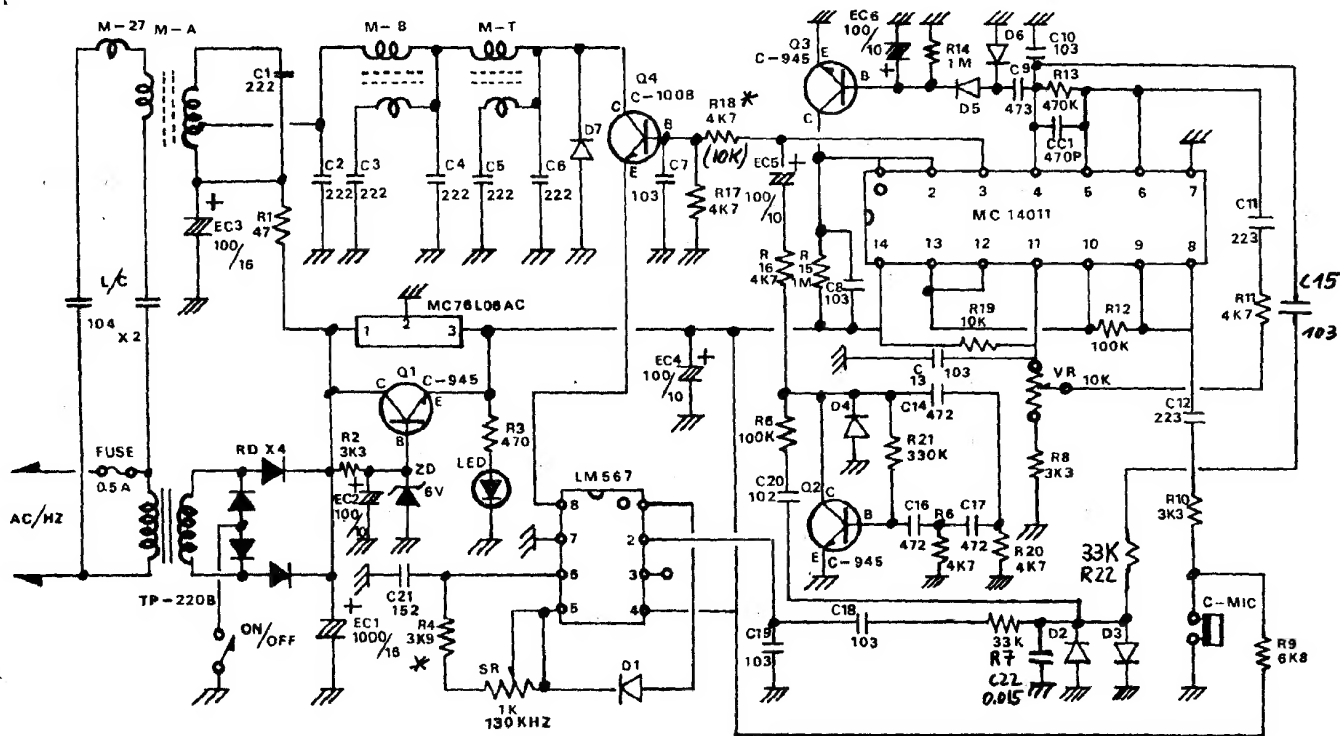 M-27
M-A
C1
222
M-B
M-T
Q4
C-100B
R18 *
4K7
(10K)
Q3
C-945
E
B
C
EC6
100/10
+
R14
1M
D5
D6
C9
473
C10
103
R13
470K
CC1
470P
EC3
100/16
+
R1
47
C2
222
C3
222
C4
222
C5
222
C6
222
D7
C
B
E
C7
103
R17
4K7
EC5
100/10
+
2 3 4 5 6 7
MC 14011
14 13 12 11 10 9 8
C11
223
R11
4K7
C15
103
L/C
104
X 2
MC76L06AC
1 2 3
R16
4K7
R15
1M
C8
103
R19
10K
R12
100K
EC4
100/10
+
C13
103
VR
10K
C12
223
Q1
C-945
C
E
B
R2
3K3
R3
470
R6
100K
D4
C14
472
R21
330K
R8
3K3
FUSE
0.5A
RD X4
EC2
100/10
+
ZD
6V
LED
LM567
8
7
6
5
2
3
4
C20
102
Q2
C
B
E
C-945
C16
472
R6
4K7
C17
472
R20
4K7
R10
3K3
AC/HZ
TP-220B
ON/OFF
EC1
1000/16
+
C21
152
R4
3K9
*
SR
1K
130KHZ
D1
C19
103
C18
103
33K
R7
C22
0.015
D2
D3
33K
R22
C-MIC
R9
6K8